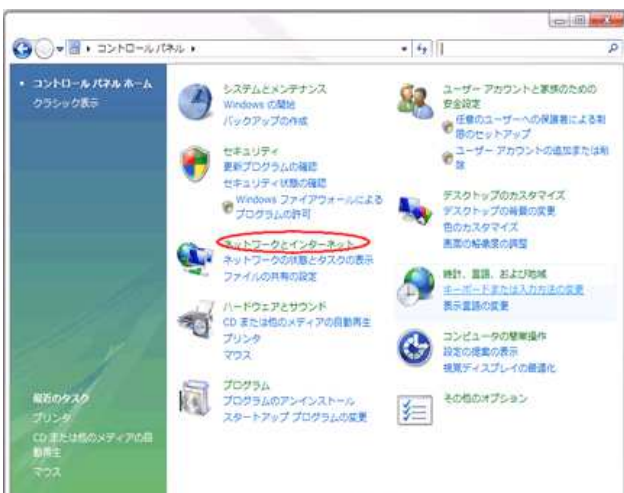 コントロール パネル
コントロール パネル ホーム
クラシック表示
システムとメンテナンス
Windows の開始
バックアップの作成
セキュリティ
更新プログラムの確認
セキュリティ状態の確認
Windows ファイアウォールによる
プログラムの許可
ネットワークとインターネット
ネットワークの状態とタスクの表示
ファイルの共有の設定
ハードウェアとサウンド
CD または他のメディアの自動再生
プリンタ
マウス
プログラム
プログラムのアンインストール
スタートアップ プログラムの変更
ユーザー アカウントと家族のための
安全設定
任意のユーザーへの保護者による制
限のセットアップ
ユーザー アカウントの追加または削
除
デスクトップのカスタマイズ
デスクトップの背景の変更
色のカスタマイズ
画面の解像度の調整
時計、言語、および地域
キーボードまたは入力方法の変更
表示言語の変更
コンピュータの簡単操作
設定の提案の表示
視覚ディスプレイの最適化
その他のオプション
最近のタスク
プリンタ
CD または他のメディアの自
動再生
マウス